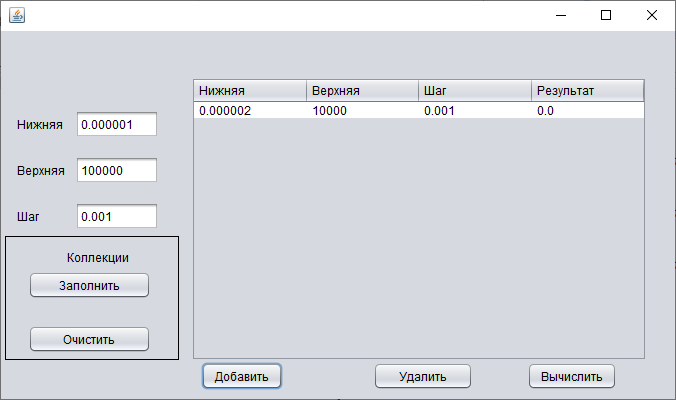 Нижняя Верхняя Шаг Результат
0.000002 10000 0.001 0.0
Нижняя 0.000001
Верхняя 100000
Шаг 0.001
Коллекции
Заполнить
Очистить
Добавить Удалить Вычислить